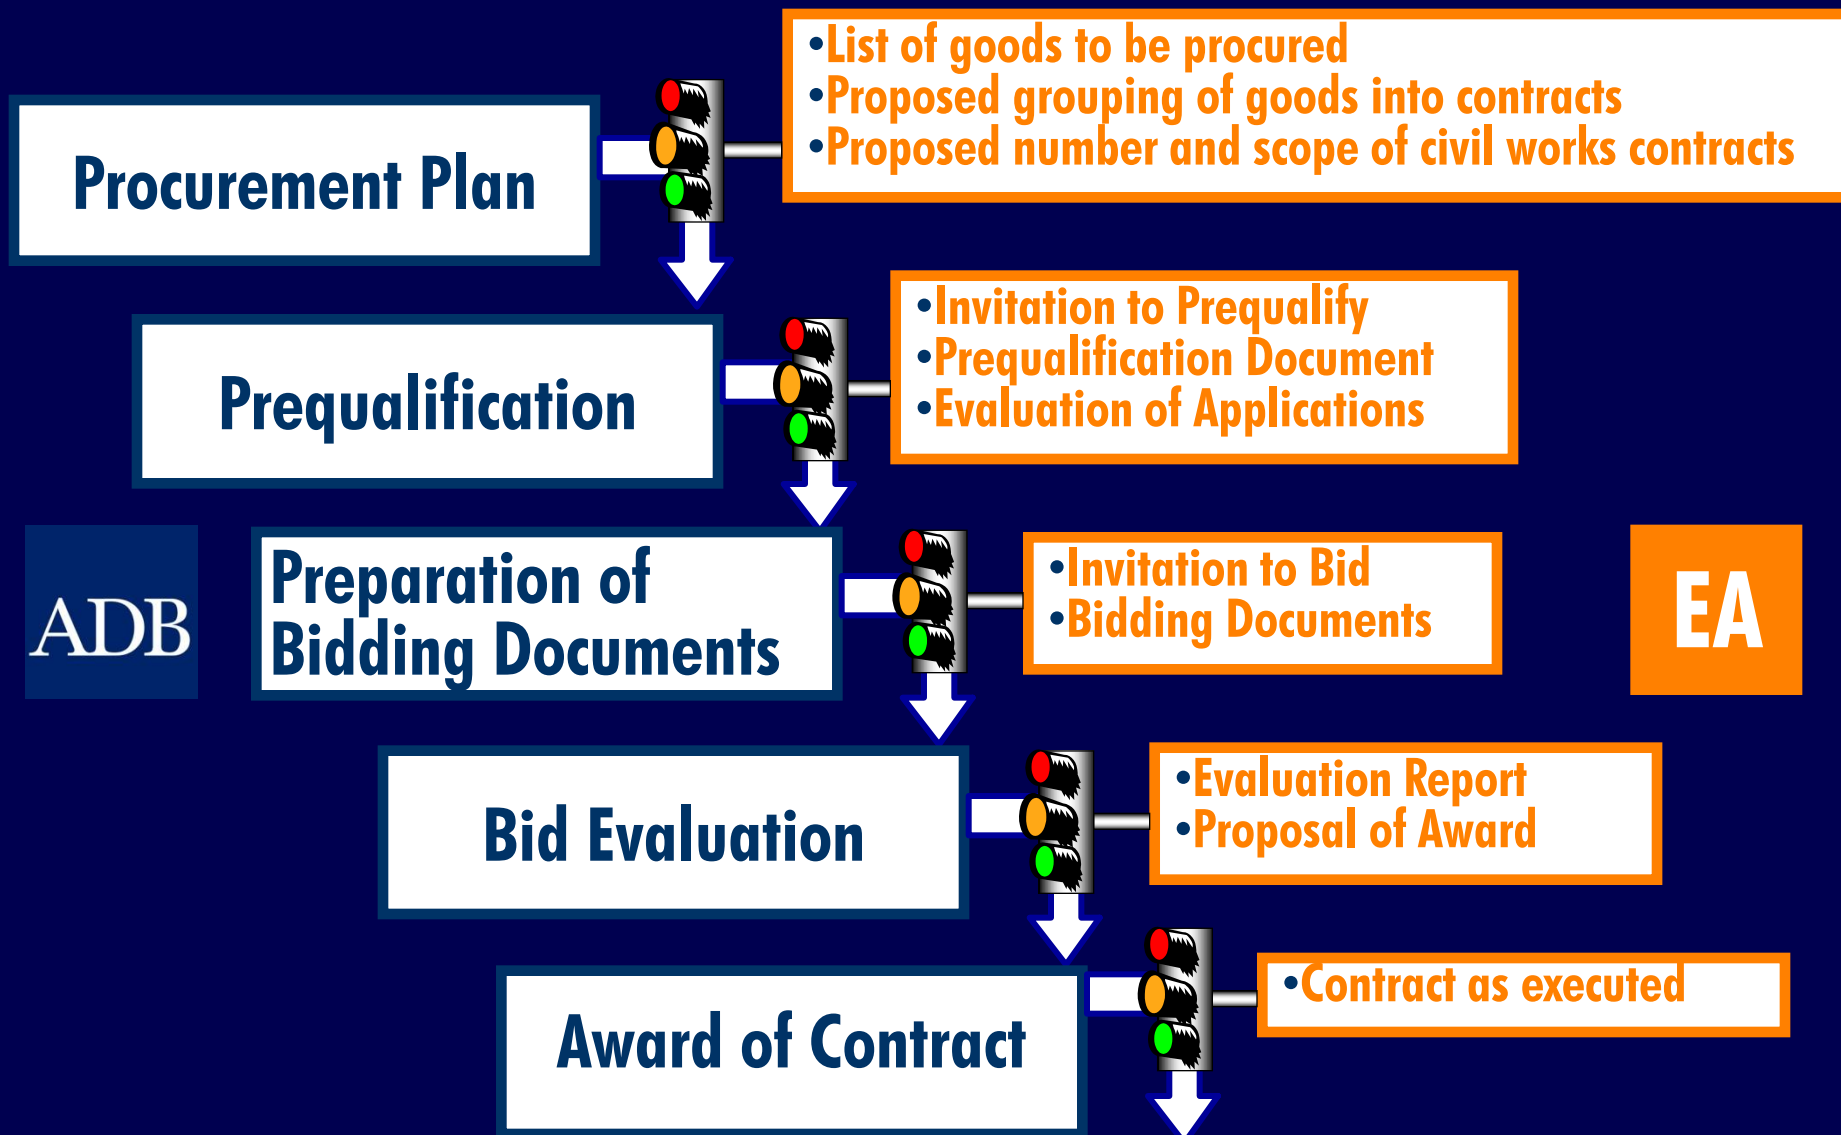 •List of goods to be procured
•Proposed grouping of goods into contracts
•Proposed number and scope of civil works contracts
Procurement Plan
•Invitation to Prequalify
•Prequalification Document
•Evaluation of Applications
Prequalification
ADB
Preparation of
Bidding Documents
•Invitation to Bid
•Bidding Documents
EA
•Evaluation Report
•Proposal of Award
Bid Evaluation
•Contract as executed
Award of Contract